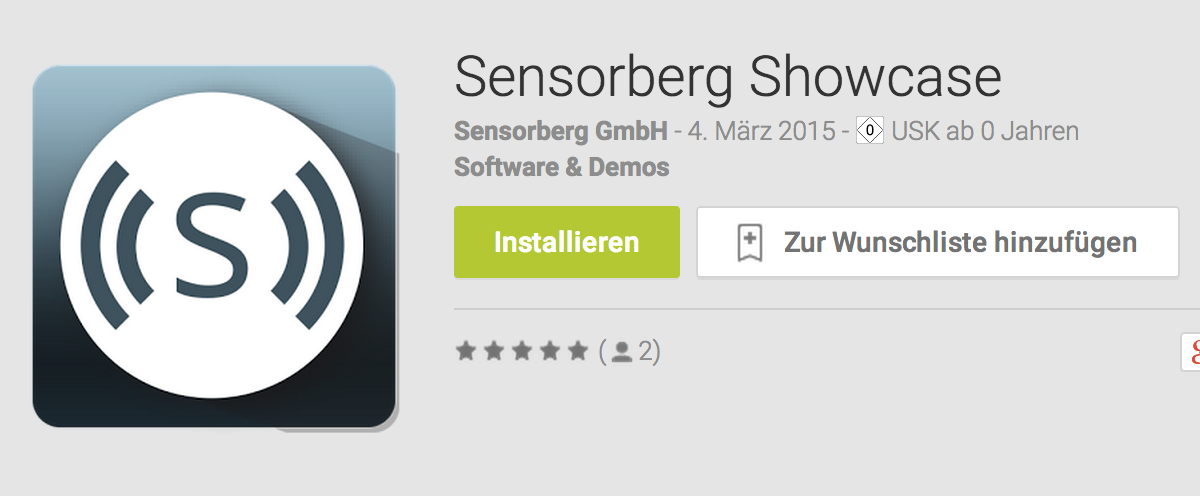 Sensorberg Showcase
Sensorberg GmbH - 4. März 2015 - 0 USK ab 0 Jahren
Software & Demos
S
Installieren
Zur Wunschliste hinzufügen
(2)